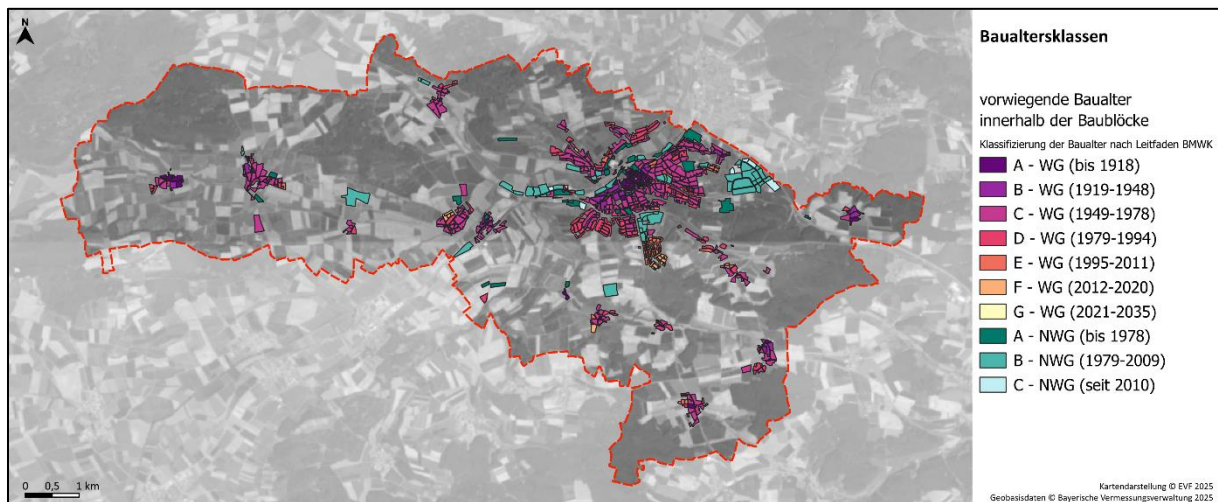 N
Baualtersklassen
vorwiegende Baualter
innerhalb der Baublöcke
Klassifizierung der Baualter nach Leitfaden BMWK
A - WG (bis 1918)
B - WG (1919-1948)
C - WG (1949-1978)
D - WG (1979-1994)
E - WG (1995-2011)
F - WG (2012-2020)
G - WG (2021-2035)
A - NWG (bis 1978)
B - NWG (1979-2009)
C - NWG (seit 2010)
0 0,5 1 km
Kartendarstellung © EVF 2025
Geobasisdaten © Bayerische Vermessungsverwaltung 2025